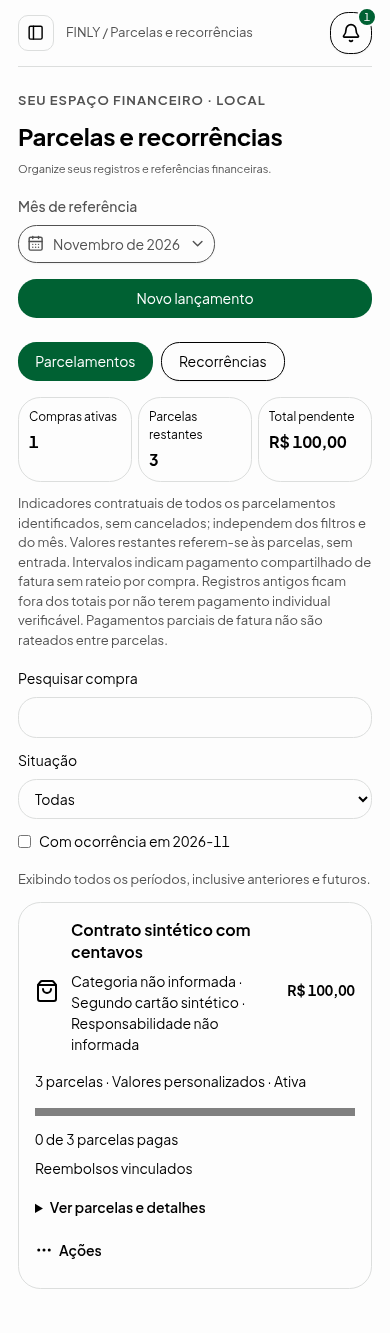 FINLY / Parcelas e recorrências
1
SEU ESPAÇO FINANCEIRO · LOCAL
Parcelas e recorrências
Organize seus registros e referências financeiras.
Mês de referência
Novembro de 2026
Novo lançamento
Parcelamentos
Recorrências
Compras ativas
1
Parcelas
restantes
3
Total pendente
R$ 100,00
Indicadores contratuais de todos os parcelamentos
identificados, sem cancelados; independem dos filtros e
do mês. Valores restantes referem-se às parcelas, sem
entrada. Intervalos indicam pagamento compartilhado de
fatura sem rateio por compra. Registros antigos ficam
fora dos totais por não terem pagamento individual
verificável. Pagamentos parciais de fatura não são
rateados entre parcelas.
Pesquisar compra
Situação
Todas
Com ocorrência em 2026-11
Exibindo todos os períodos, inclusive anteriores e futuros.
Contrato sintético com
centavos
Categoria não informada ·
Segundo cartão sintético ·
Responsabilidade não
informada
R$ 100,00
3 parcelas · Valores personalizados · Ativa
0 de 3 parcelas pagas
Reembolsos vinculados
Ver parcelas e detalhes
Ações